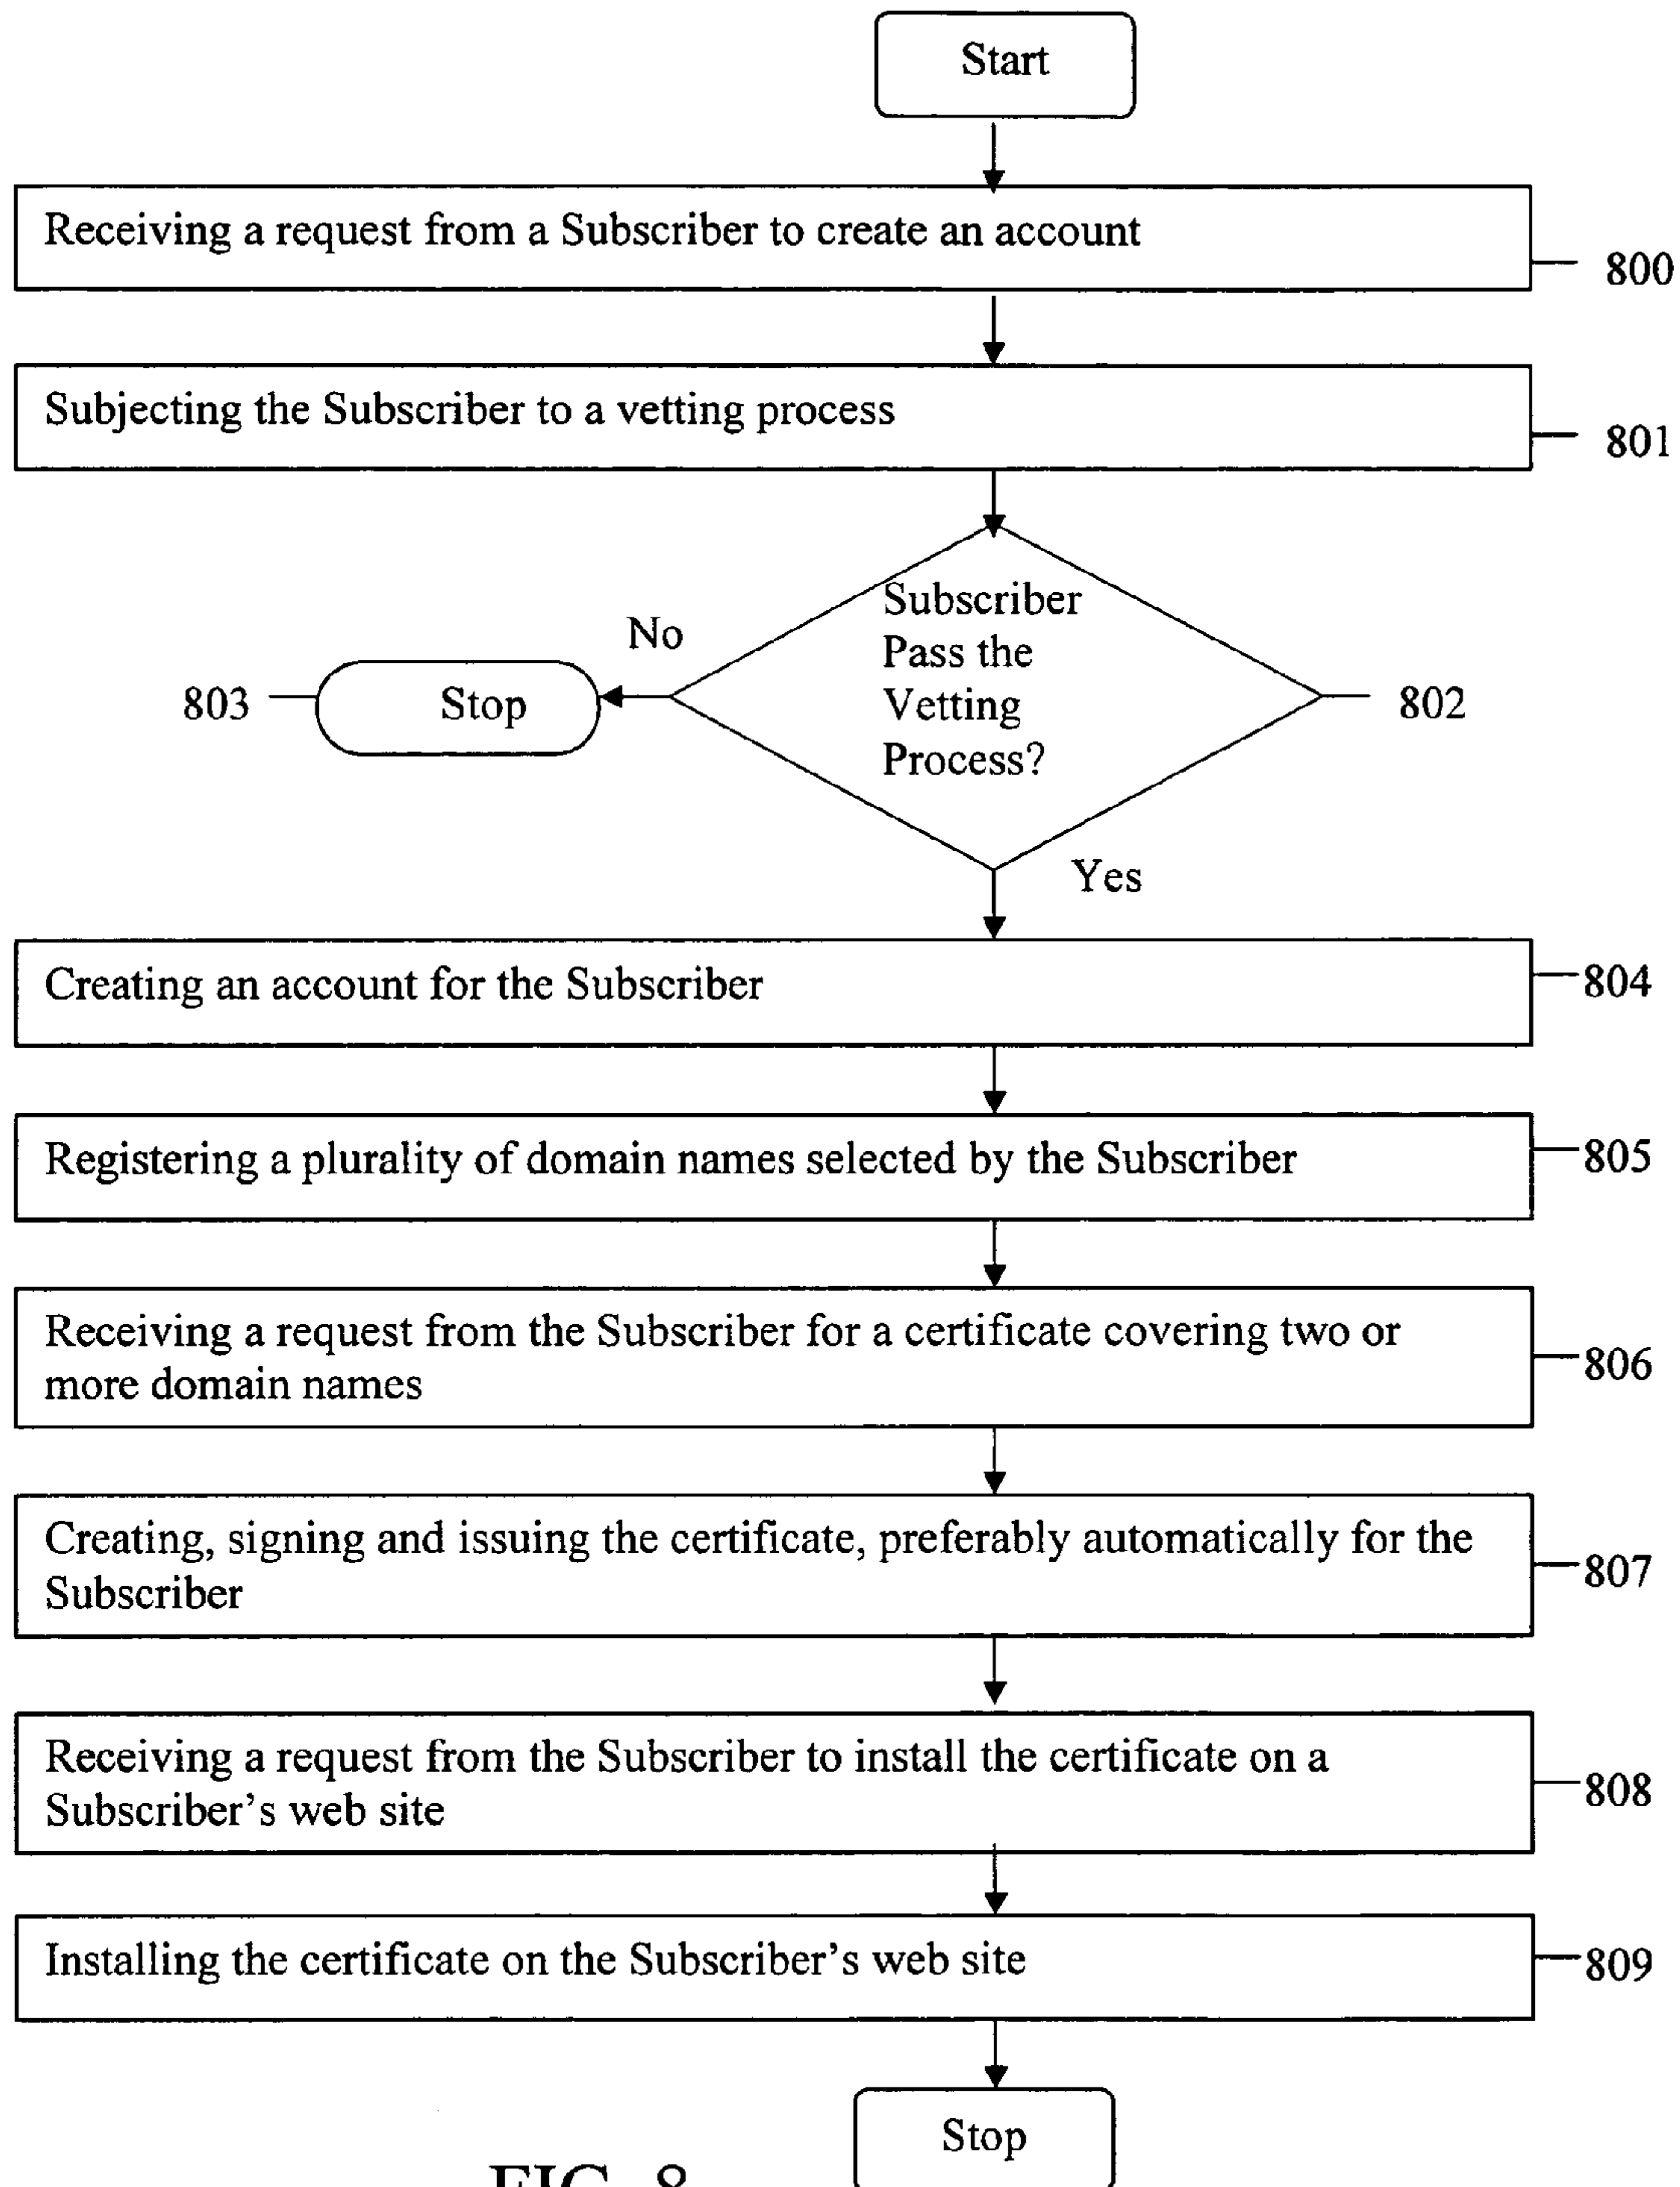 Start
Receiving a request from a Subscriber to create an account
800
Subjecting the Subscriber to a vetting process
801
Subscriber
Pass the
Vetting
Process?
No
803
Stop
802
Yes
Creating an account for the Subscriber
804
Registering a plurality of domain names selected by the Subscriber
805
Receiving a request from the Subscriber for a certificate covering two or
more domain names
806
Creating, signing and issuing the certificate, preferably automatically for the
Subscriber
807
Receiving a request from the Subscriber to install the certificate on a
Subscriber's web site
808
Installing the certificate on the Subscriber's web site
809
Stop
FIG. 8